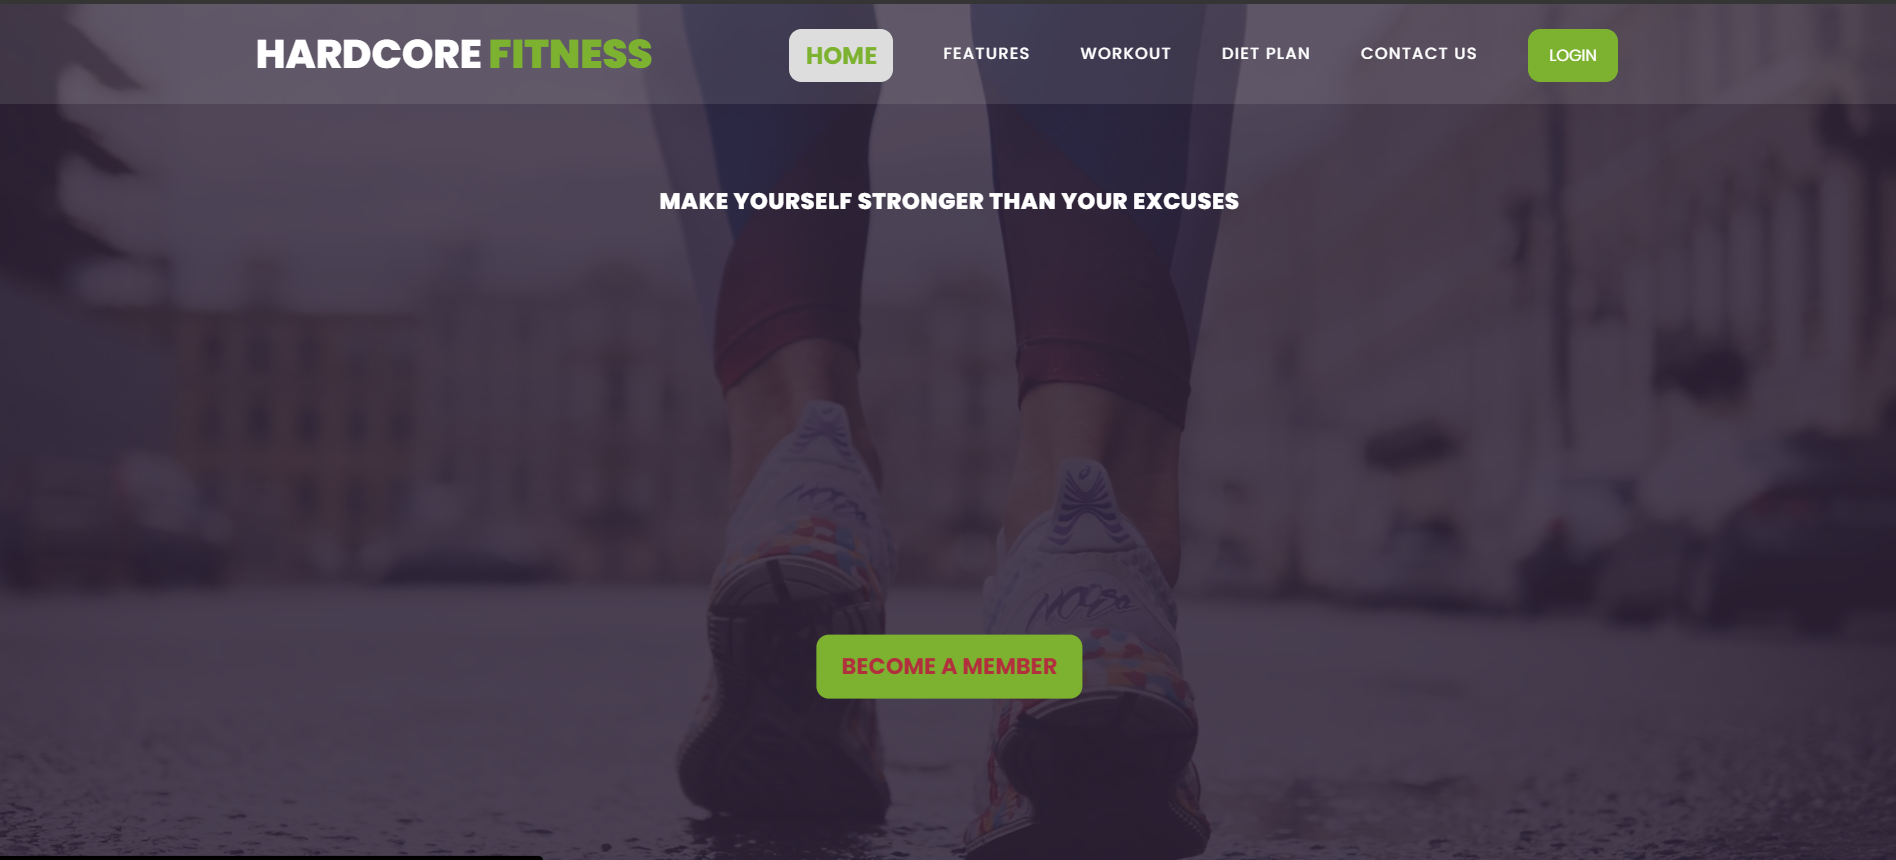 HARDCORE FITNESS
HOME
FEATURES
WORKOUT
DIET PLAN
CONTACT US
LOGIN
MAKE YOURSELF STRONGER THAN YOUR EXCUSES
BECOME A MEMBER